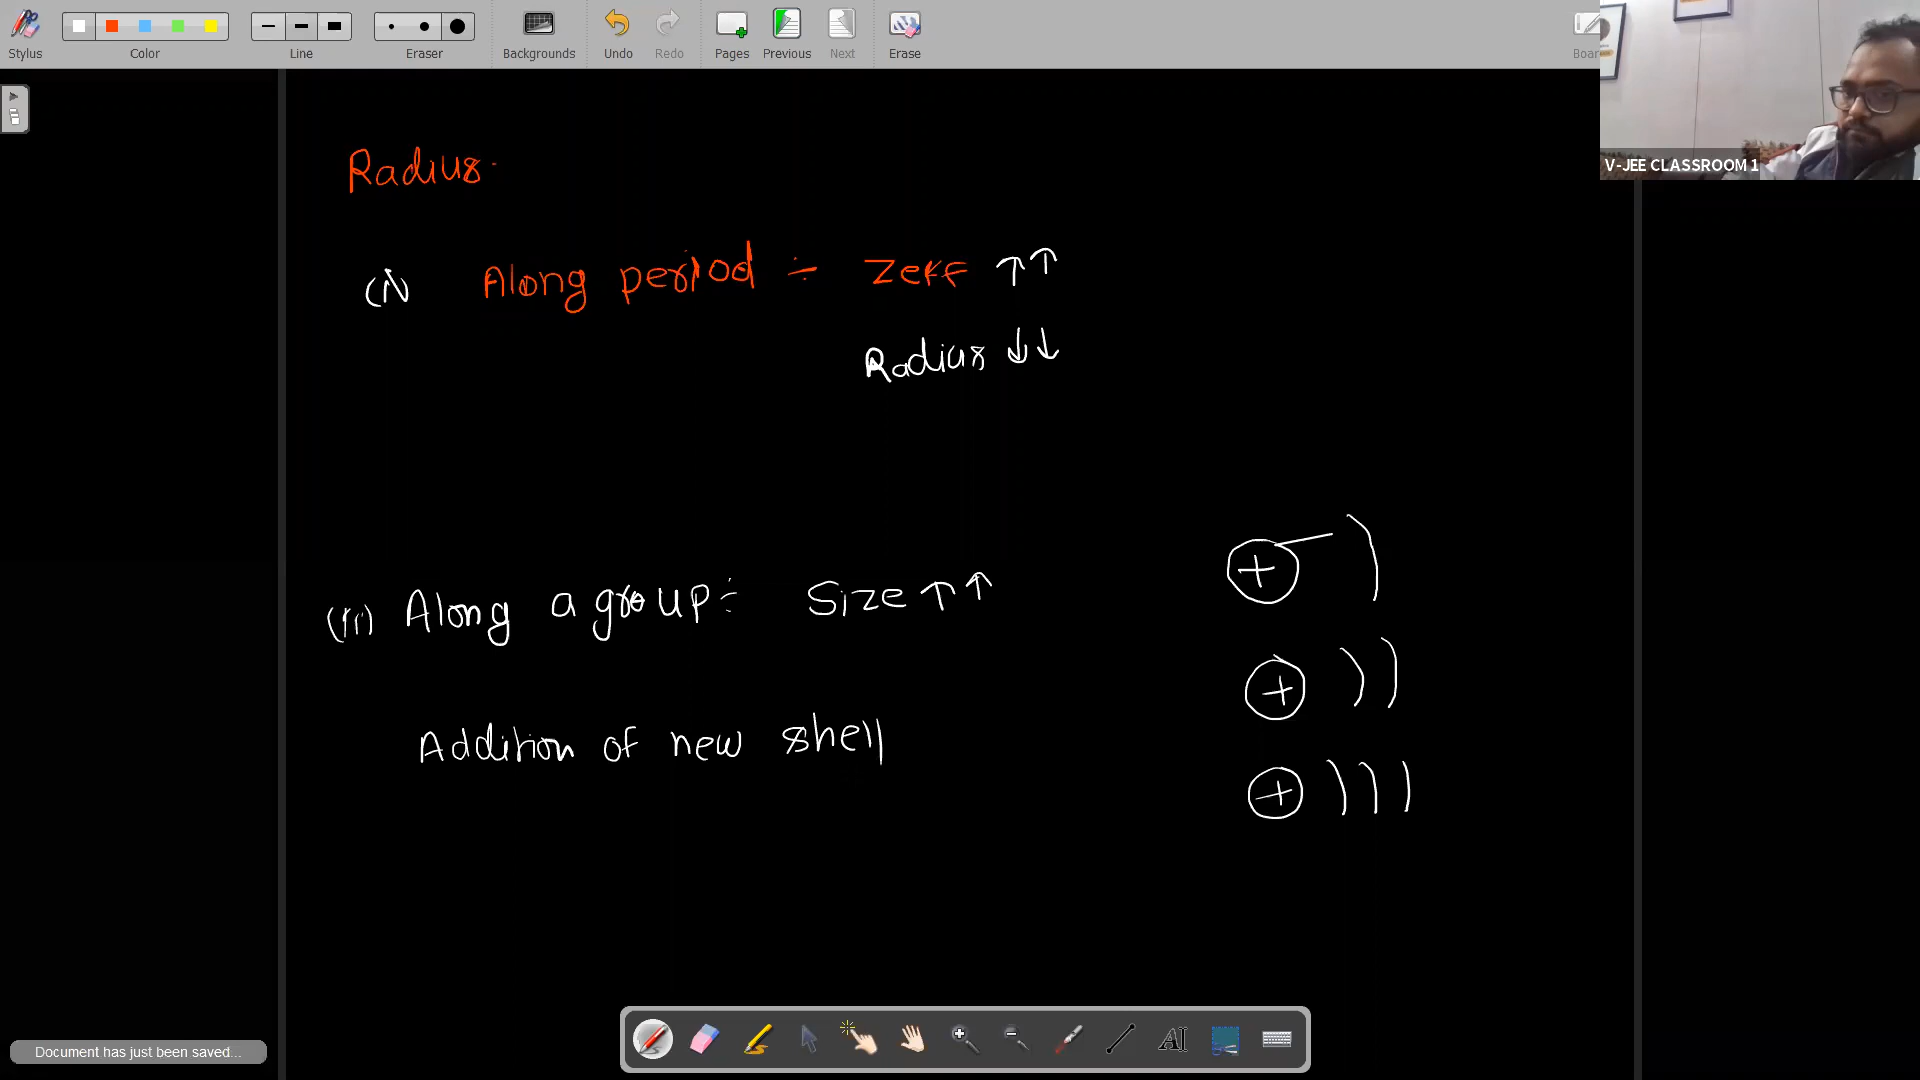 Stylus
Color
Line
Eraser
Backgrounds
Undo
Redo
Pages
Previous
Next
Erase
V-JEE CLASSROOM 1
Radius
(i) Along period ÷ Zeff ↑↑
Radius ↓↓
(ii) Along a group ÷ Size ↑↑
Addition of new shell
+
+
+
Document has just been saved...